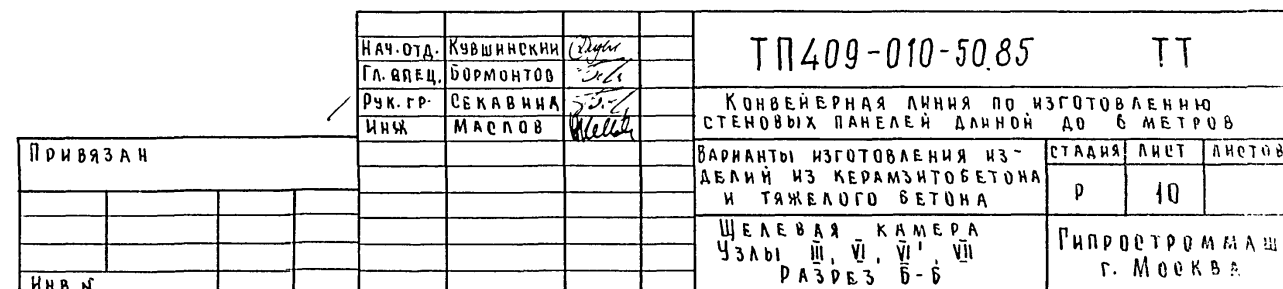 ТП409-010-50.85 ТТ
Нач.отд. Кувшинский
Гл. спец. Бормонтов
Рук. гр. Секавина
Инж Маслов
Конвейерная линия по изготовлению
стеновых панелей длиной до 6 метров
Привязан
Инв N
Варианты изготовления из-
делий из керамзитобетона
и тяжелого бетона
стадия лист листов
Р 10
Щелевая камера
Узлы III, VI, VI', VII
Разрез Б-Б
Гипростроммаш
г. Москва